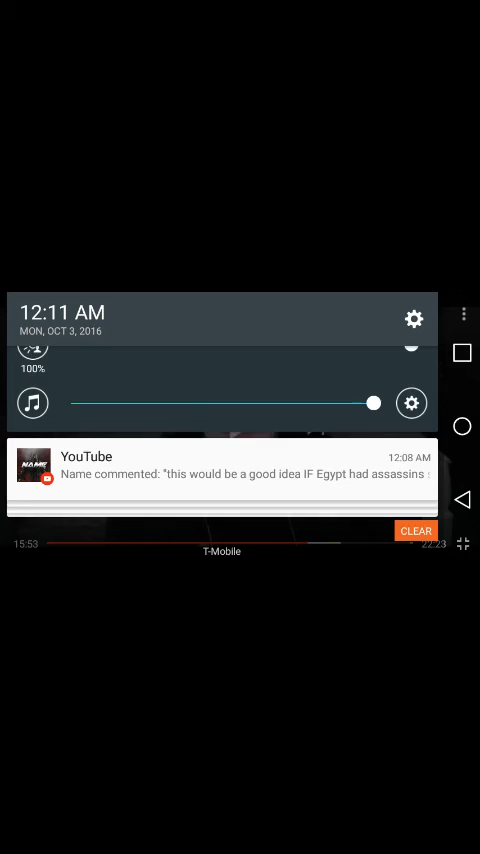 12:11 AM
MON, OCT 3, 2016
100%
YouTube
12:08 AM
NAME
Name commented: "this would be a good idea IF Egypt had assassins
CLEAR
15:53
22:23
T-Mobile